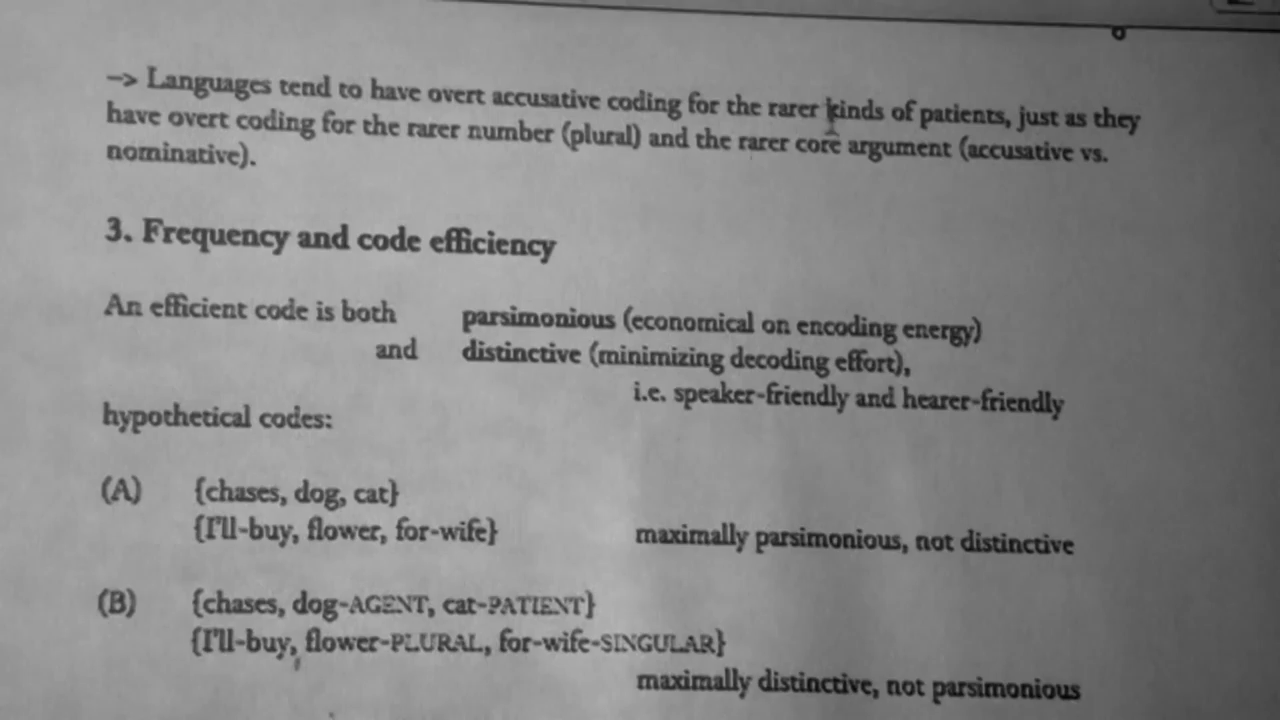 –> Languages tend to have overt accusative coding for the rarer kinds of patients, just as they
have overt coding for the rarer number (plural) and the rarer core argument (accusative vs.
nominative).
3. Frequency and code efficiency
An efficient code is both parsimonious (economical on encoding energy)
and distinctive (minimizing decoding effort),
i.e. speaker-friendly and hearer-friendly
hypothetical codes:
(A) {chases, dog, cat}
{I'll-buy, flower, for-wife} maximally parsimonious, not distinctive
(B) {chases, dog-AGENT, cat-PATIENT}
{I'll-buy, flower-PLURAL, for-wife-SINGULAR}
maximally distinctive, not parsimonious